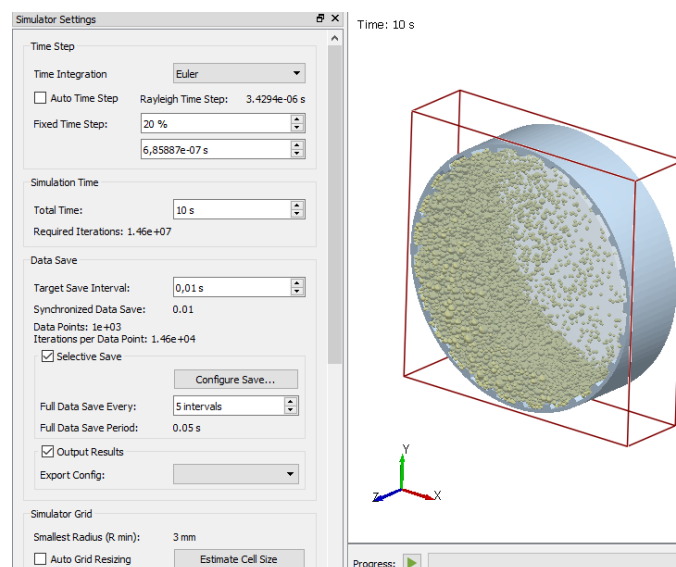 Simulator Settings
Time: 10 s
Time Step
Time Integration
Euler
Auto Time Step
Rayleigh Time Step: 3.4294e-06 s
Fixed Time Step:
20 %
6,85887e-07 s
Simulation Time
Total Time:
10 s
Required Iterations: 1.46e+07
Data Save
Target Save Interval:
0,01 s
Synchronized Data Save:
0.01
Data Points: 1e+03
Iterations per Data Point: 1.46e+04
Selective Save
Configure Save...
Full Data Save Every:
5 intervals
Full Data Save Period:
0.05 s
Output Results
Export Config:
Y
Z
X
Simulator Grid
Smallest Radius (R min):
3 mm
Auto Grid Resizing
Estimate Cell Size
Progress: